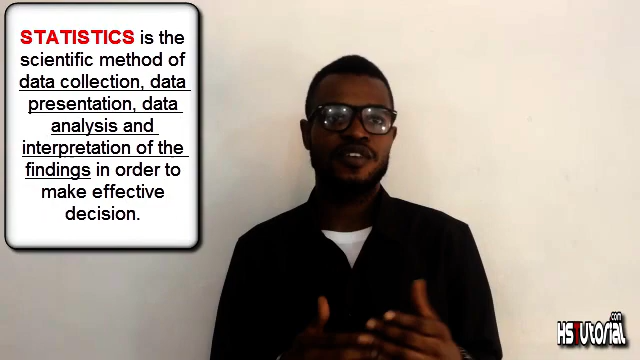 STATISTICS is the
scientific method of
data collection, data
presentation, data
analysis and
interpretation of the
findings in order to
make effective
decision.
.com
HSTutorial